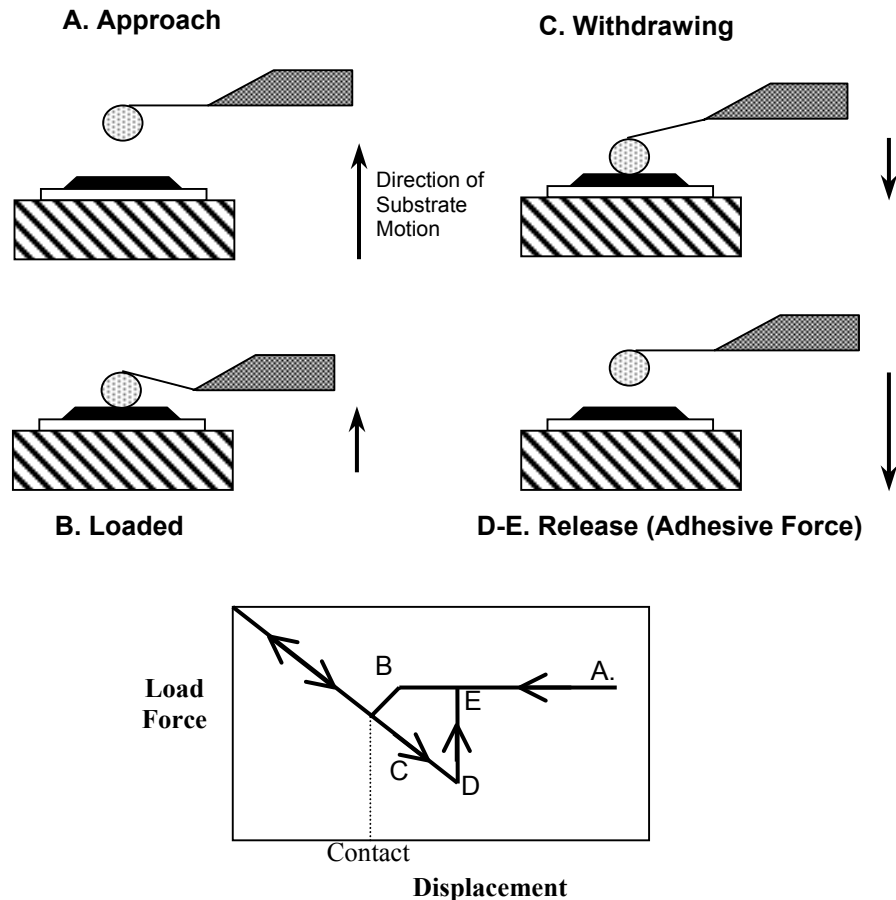 A. Approach
C. Withdrawing
Direction of
Substrate
Motion
B. Loaded
D-E. Release (Adhesive Force)
Load
Force
B
A.
E
C
D
Contact
Displacement